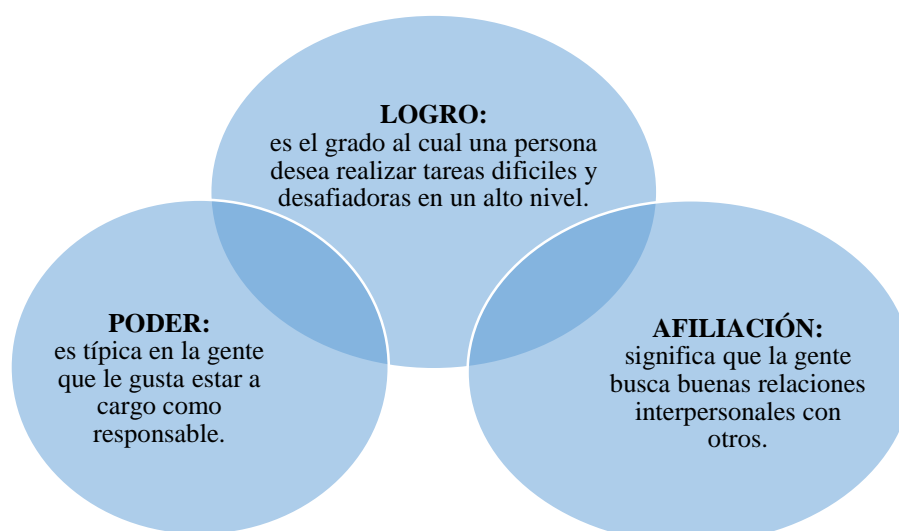 LOGRO:
es el grado al cual una persona
desea realizar tareas dificiles y
desafiadoras en un alto nivel.
PODER:
es típica en la gente
que le gusta estar a
cargo como
responsable.
AFILIACIÓN:
significa que la gente
busca buenas relaciones
interpersonales con
otros.